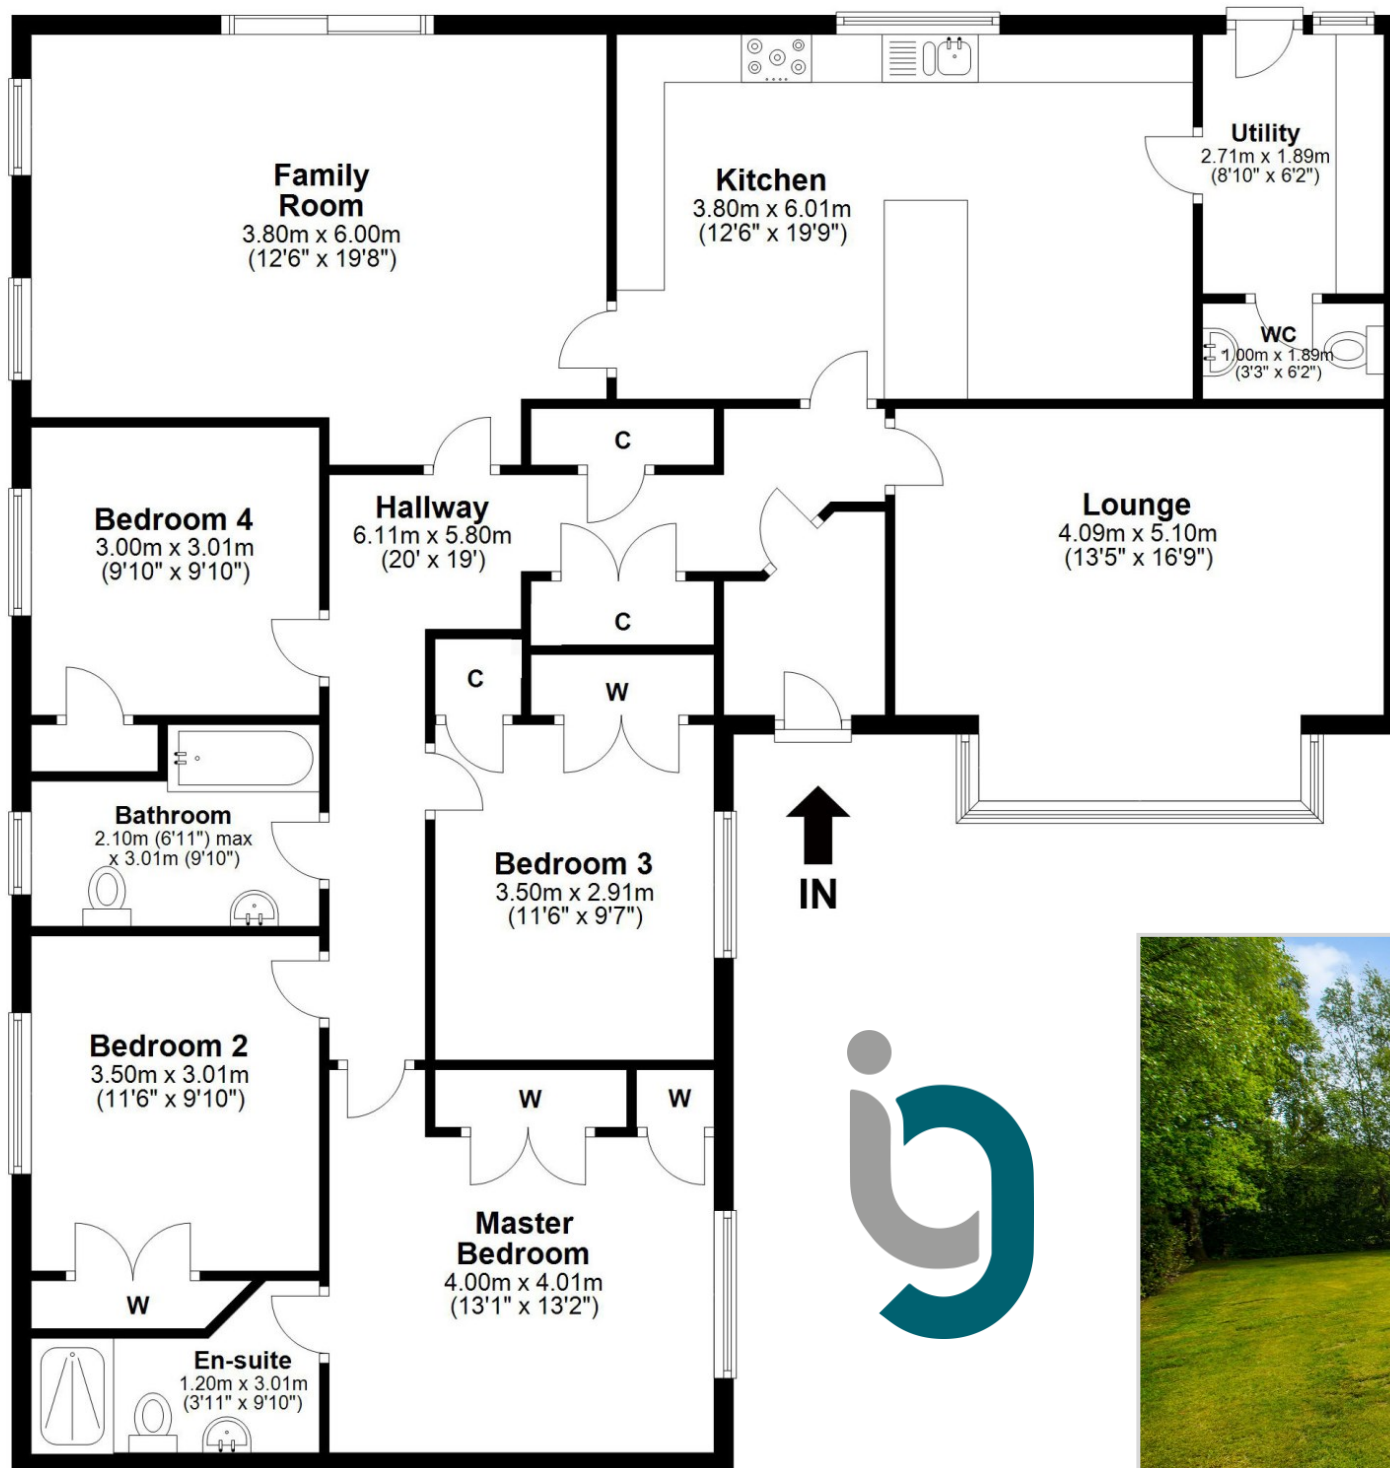 Family
Room
3.80m x 6.00m
(12'6" x 19'8")
Kitchen
3.80m x 6.01m
(12'6" x 19'9")
Utility
2.71m x 1.89m
(8'10" x 6'2")
WC
1.00m x 1.89m
(3'3" x 6'2")
C
Hallway
6.11m x 5.80m
(20' x 19')
Lounge
4.09m x 5.10m
(13'5" x 16'9")
Bedroom 4
3.00m x 3.01m
(9'10" x 9'10")
C
C
W
Bathroom
2.10m (6'11") max
x 3.01m (9'10")
Bedroom 3
3.50m x 2.91m
(11'6" x 9'7")
IN
Bedroom 2
3.50m x 3.01m
(11'6" x 9'10")
W
W
Master
Bedroom
4.00m x 4.01m
(13'1" x 13'2")
W
En-suite
1.20m x 3.01m
(3'11" x 9'10")
ig